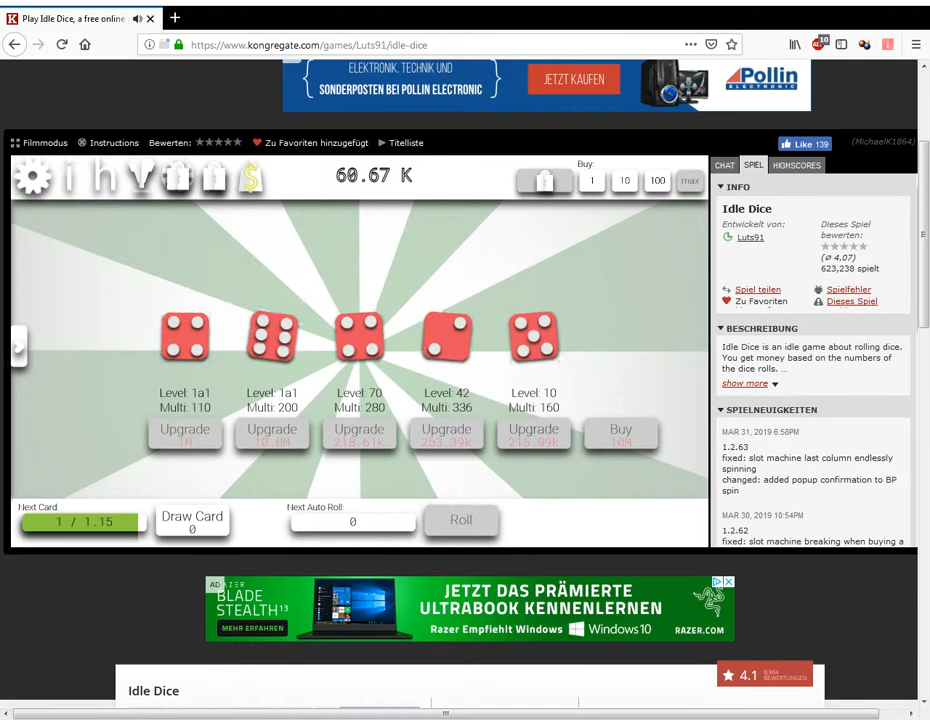 Play Idle Dice, a free online
https://www.kongregate.com/games/Luts91/idle-dice
10
ELEKTRONIK, TECHNIK UND
SONDERPOSTEN BEI POLLIN ELECTRONIC
JETZT KAUFEN
Pollin
ELECTRONIC
Filmmodus
Instructions
Bewerten:
Zu Favoriten hinzugefügt
Titelliste
Like 139
(MichaelK1864)
i h
$
60.67 K
Buy:
1
10
100
max
CHAT
SPIEL
HIGHSCORES
INFO
Idle Dice
Entwickelt von:
Luts91
Dieses Spiel
bewerten:
(ø 4.07)
623,238 spielt
Spiel teilen
Spielfehler
Zu Favoriten
Dieses Spiel
BESCHREIBUNG
Idle Dice is an idle game about rolling dice.
You get money based on the numbers of
the dice rolls. ...
show more
SPIELNEUIGKEITEN
MAR 31, 2019 6:58PM
1.2.63
fixed: slot machine last column endlessly
spinning
changed: added popup confirmation to BP
spin
MAR 30, 2019 10:54PM
1.2.62
fixed: slot machine breaking when buying a
Level: 1a1
Multi: 110
Level: 1a1
Multi: 200
Level: 70
Multi: 280
Level: 42
Multi: 336
Level: 10
Multi: 160
Upgrade
1M
Upgrade
10.8M
Upgrade
218.61k
Upgrade
253.39k
Upgrade
215.89k
Buy
10M
Next Card:
1 / 1.15
Draw Card
0
Next Auto Roll:
0
Roll
AD
RAZER
BLADE
STEALTH 13
MEHR ERFAHREN
JETZT DAS PRÄMIERTE
ULTRABOOK KENNENLERNEN
Razer Empfiehlt Windows
Windows 10
RAZER.COM
Idle Dice
4.1
8,964
BEWERTUNGEN